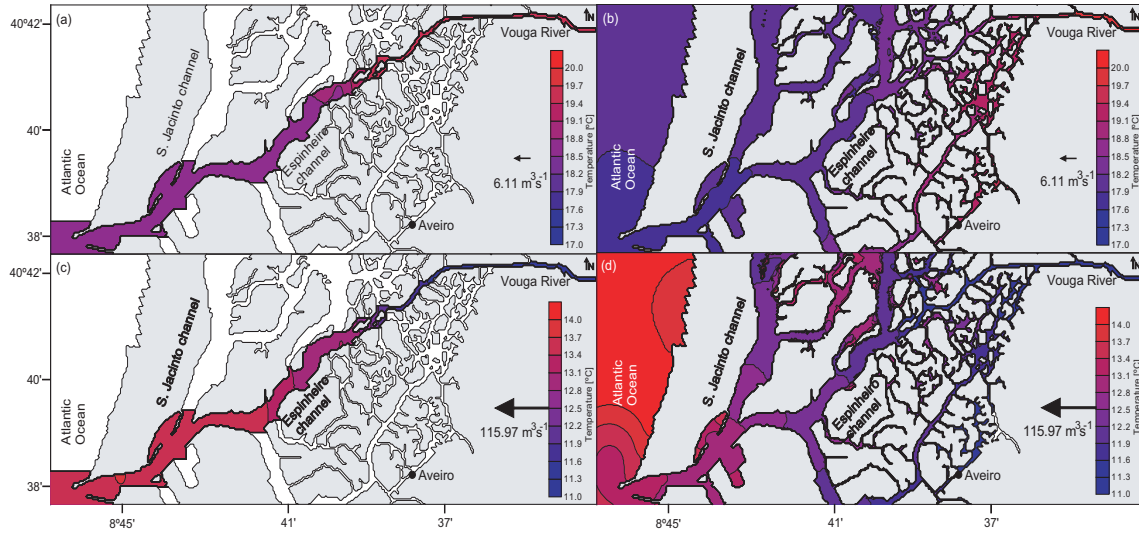 (a)
N
Vouga River
40°42'
40'
38'
S. Jacinto channel
Espinheiro
channel
Atlantic
Ocean
Aveiro
6.11 m³s⁻¹
20.0
19.7
19.4
19.1
18.8
18.5
18.2
17.9
17.6
17.3
17.0
Temperature [ºC]
(b)
N
Vouga River
S. Jacinto channel
Espinheiro
channel
Atlantic
Ocean
Aveiro
6.11 m³s⁻¹
20.0
19.7
19.4
19.1
18.8
18.5
18.2
17.9
17.6
17.3
17.0
Temperature [ºC]
(c)
N
Vouga River
40°42'
40'
38'
S. Jacinto channel
Espinheiro
channel
Atlantic
Ocean
Aveiro
115.97 m³s⁻¹
14.0
13.7
13.4
13.1
12.8
12.5
12.2
11.9
11.6
11.3
11.0
Temperature [ºC]
8°45'
41'
37'
(d)
N
Vouga River
S. Jacinto channel
Espinheiro
channel
Atlantic
Ocean
Aveiro
115.97 m³s⁻¹
14.0
13.7
13.4
13.1
12.8
12.5
12.2
11.9
11.6
11.3
11.0
Temperature [ºC]
8°45'
41'
37'